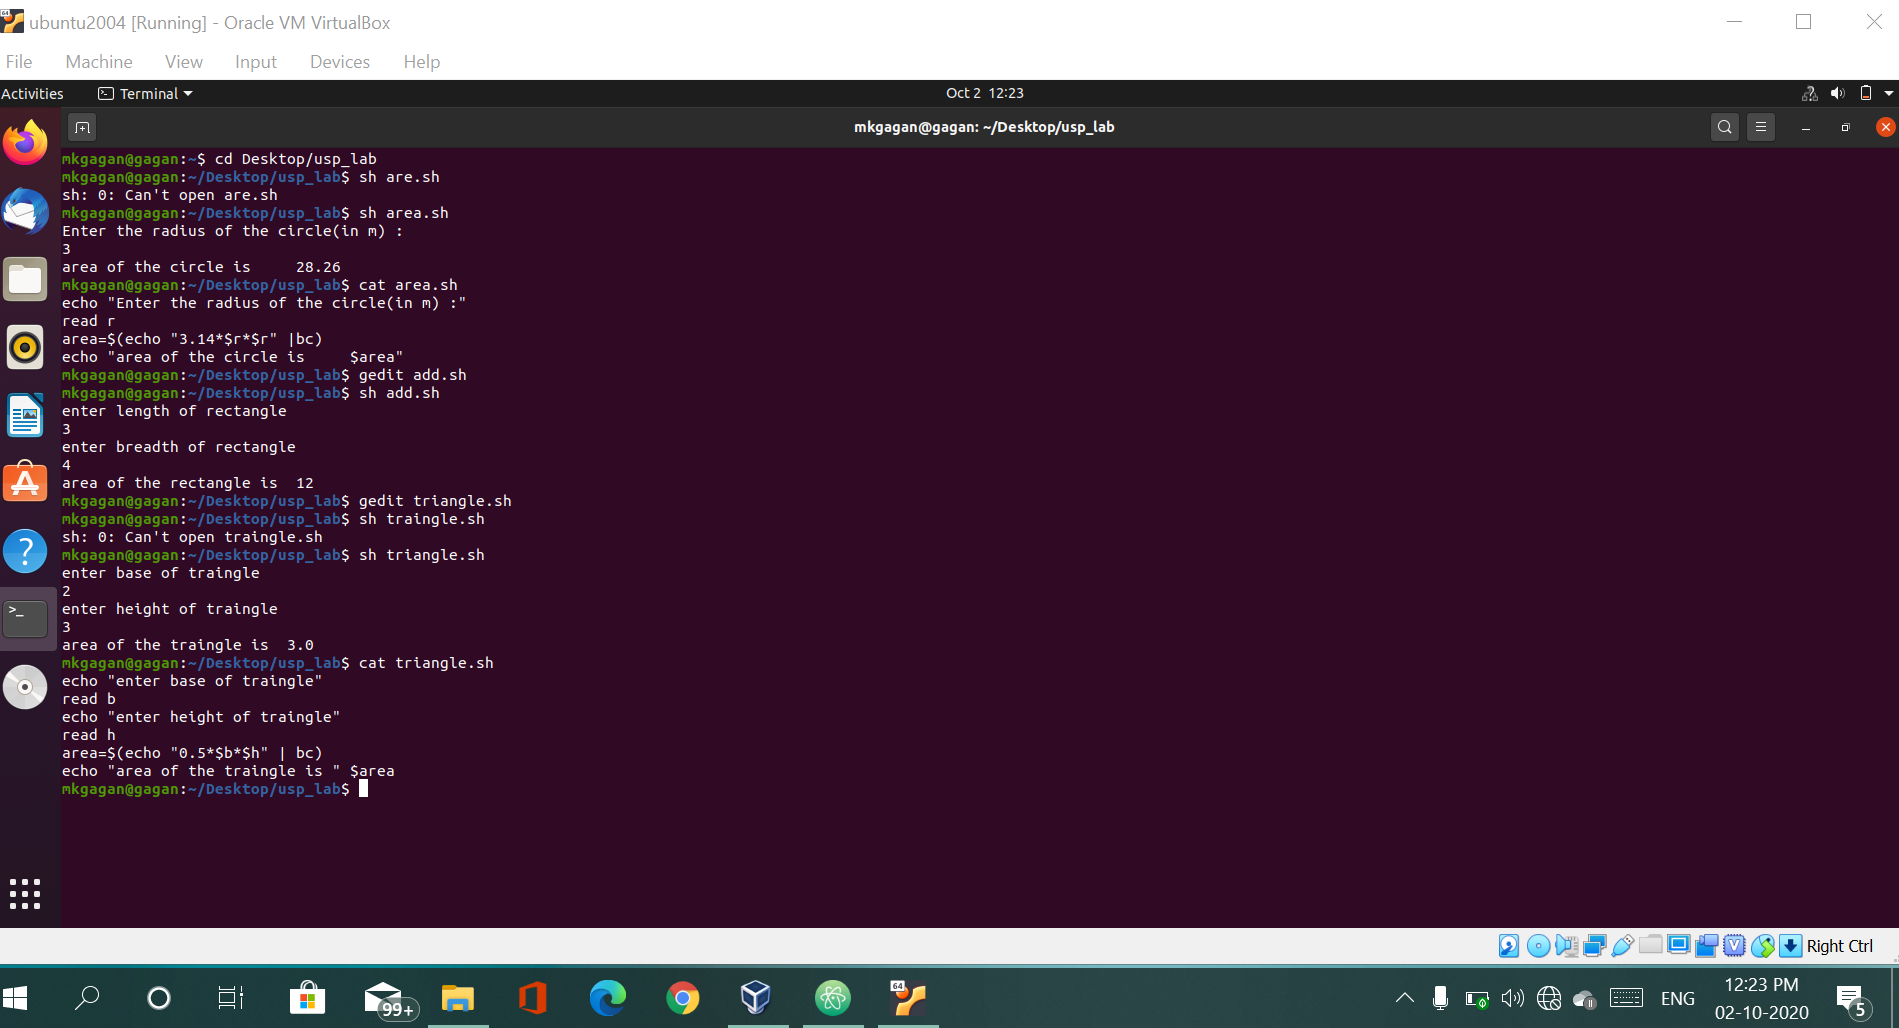 ubuntu2004 [Running] - Oracle VM VirtualBox
File Machine View Input Devices Help
Activities Terminal Oct 2 12:23
mkgagan@gagan: ~/Desktop/usp_lab
mkgagan@gagan:~$ cd Desktop/usp_lab
mkgagan@gagan:~/Desktop/usp_lab$ sh are.sh
sh: 0: Can't open are.sh
mkgagan@gagan:~/Desktop/usp_lab$ sh area.sh
Enter the radius of the circle(in m) :
3
area of the circle is     28.26
mkgagan@gagan:~/Desktop/usp_lab$ cat area.sh
echo "Enter the radius of the circle(in m) :"
read r
area=$(echo "3.14*$r*$r" |bc)
echo "area of the circle is     $area"
mkgagan@gagan:~/Desktop/usp_lab$ gedit add.sh
mkgagan@gagan:~/Desktop/usp_lab$ sh add.sh
enter length of rectangle
3
enter breadth of rectangle
4
area of the rectangle is  12
mkgagan@gagan:~/Desktop/usp_lab$ gedit triangle.sh
mkgagan@gagan:~/Desktop/usp_lab$ sh traingle.sh
sh: 0: Can't open traingle.sh
mkgagan@gagan:~/Desktop/usp_lab$ sh triangle.sh
enter base of traingle
2
enter height of traingle
3
area of the traingle is  3.0
mkgagan@gagan:~/Desktop/usp_lab$ cat triangle.sh
echo "enter base of traingle"
read b
echo "enter height of traingle"
read h
area=$(echo "0.5*$b*$h" | bc)
echo "area of the traingle is " $area
mkgagan@gagan:~/Desktop/usp_lab$
Right Ctrl
99+
64
ENG
12:23 PM
02-10-2020
5